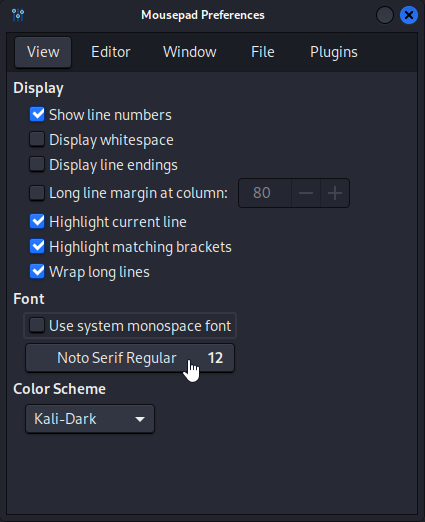 Mousepad Preferences
View Editor Window File Plugins
Display
Show line numbers
Display whitespace
Display line endings
Long line margin at column: 80 — +
Highlight current line
Highlight matching brackets
Wrap long lines
Font
Use system monospace font
Noto Serif Regular 12
Color Scheme
Kali-Dark